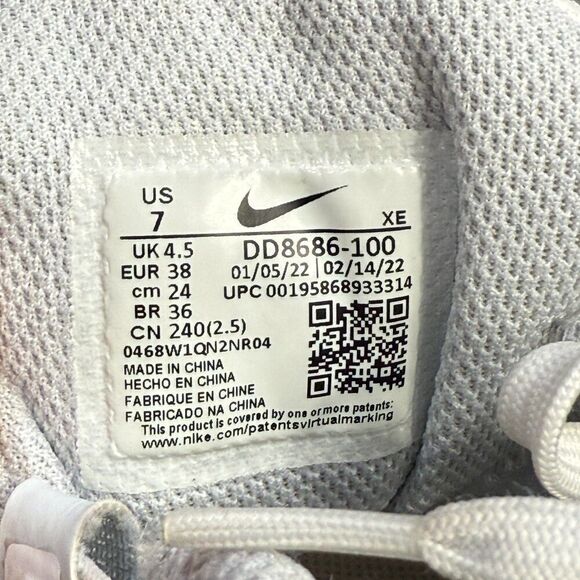 US
7
XE
UK 4.5
DD8686-100
EUR 38
01/05/22 | 02/14/22
cm 24
UPC 00195868933314
BR 36
CN 240(2.5)
0468W1QN2NR04
MADE IN CHINA
HECHO EN CHINA
FABRIQUE EN CHINE
FABRICADO NA CHINA
This product is covered by one or more patents:
www.nike.com/patentsvirtualmarking